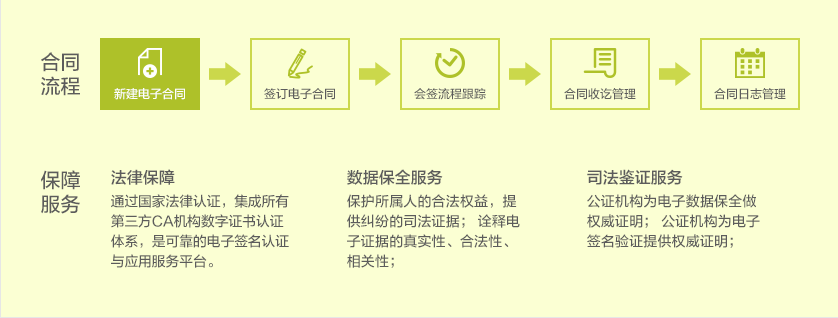 合同
流程
新建电子合同
签订电子合同
会签流程跟踪
合同收讫管理
合同日志管理
保障
服务
法律保障
通过国家法律认证，集成所有
第三方CA机构数字证书认证
体系，是可靠的电子签名认证
与应用服务平台。
数据保全服务
保护所属人的合法权益，提
供纠纷的司法证据； 诠释电
子证据的真实性、合法性、
相关性；
司法鉴证服务
公证机构为电子数据保全做
权威证明； 公证机构为电子
签名验证提供权威证明；